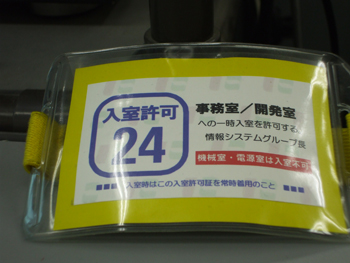 入室許可
24
事務室／開発室
への一時入室を許可する
情報システムグループ長
機械室・電源室は入室不可
入室時はこの入室許可証を常時着用のこと